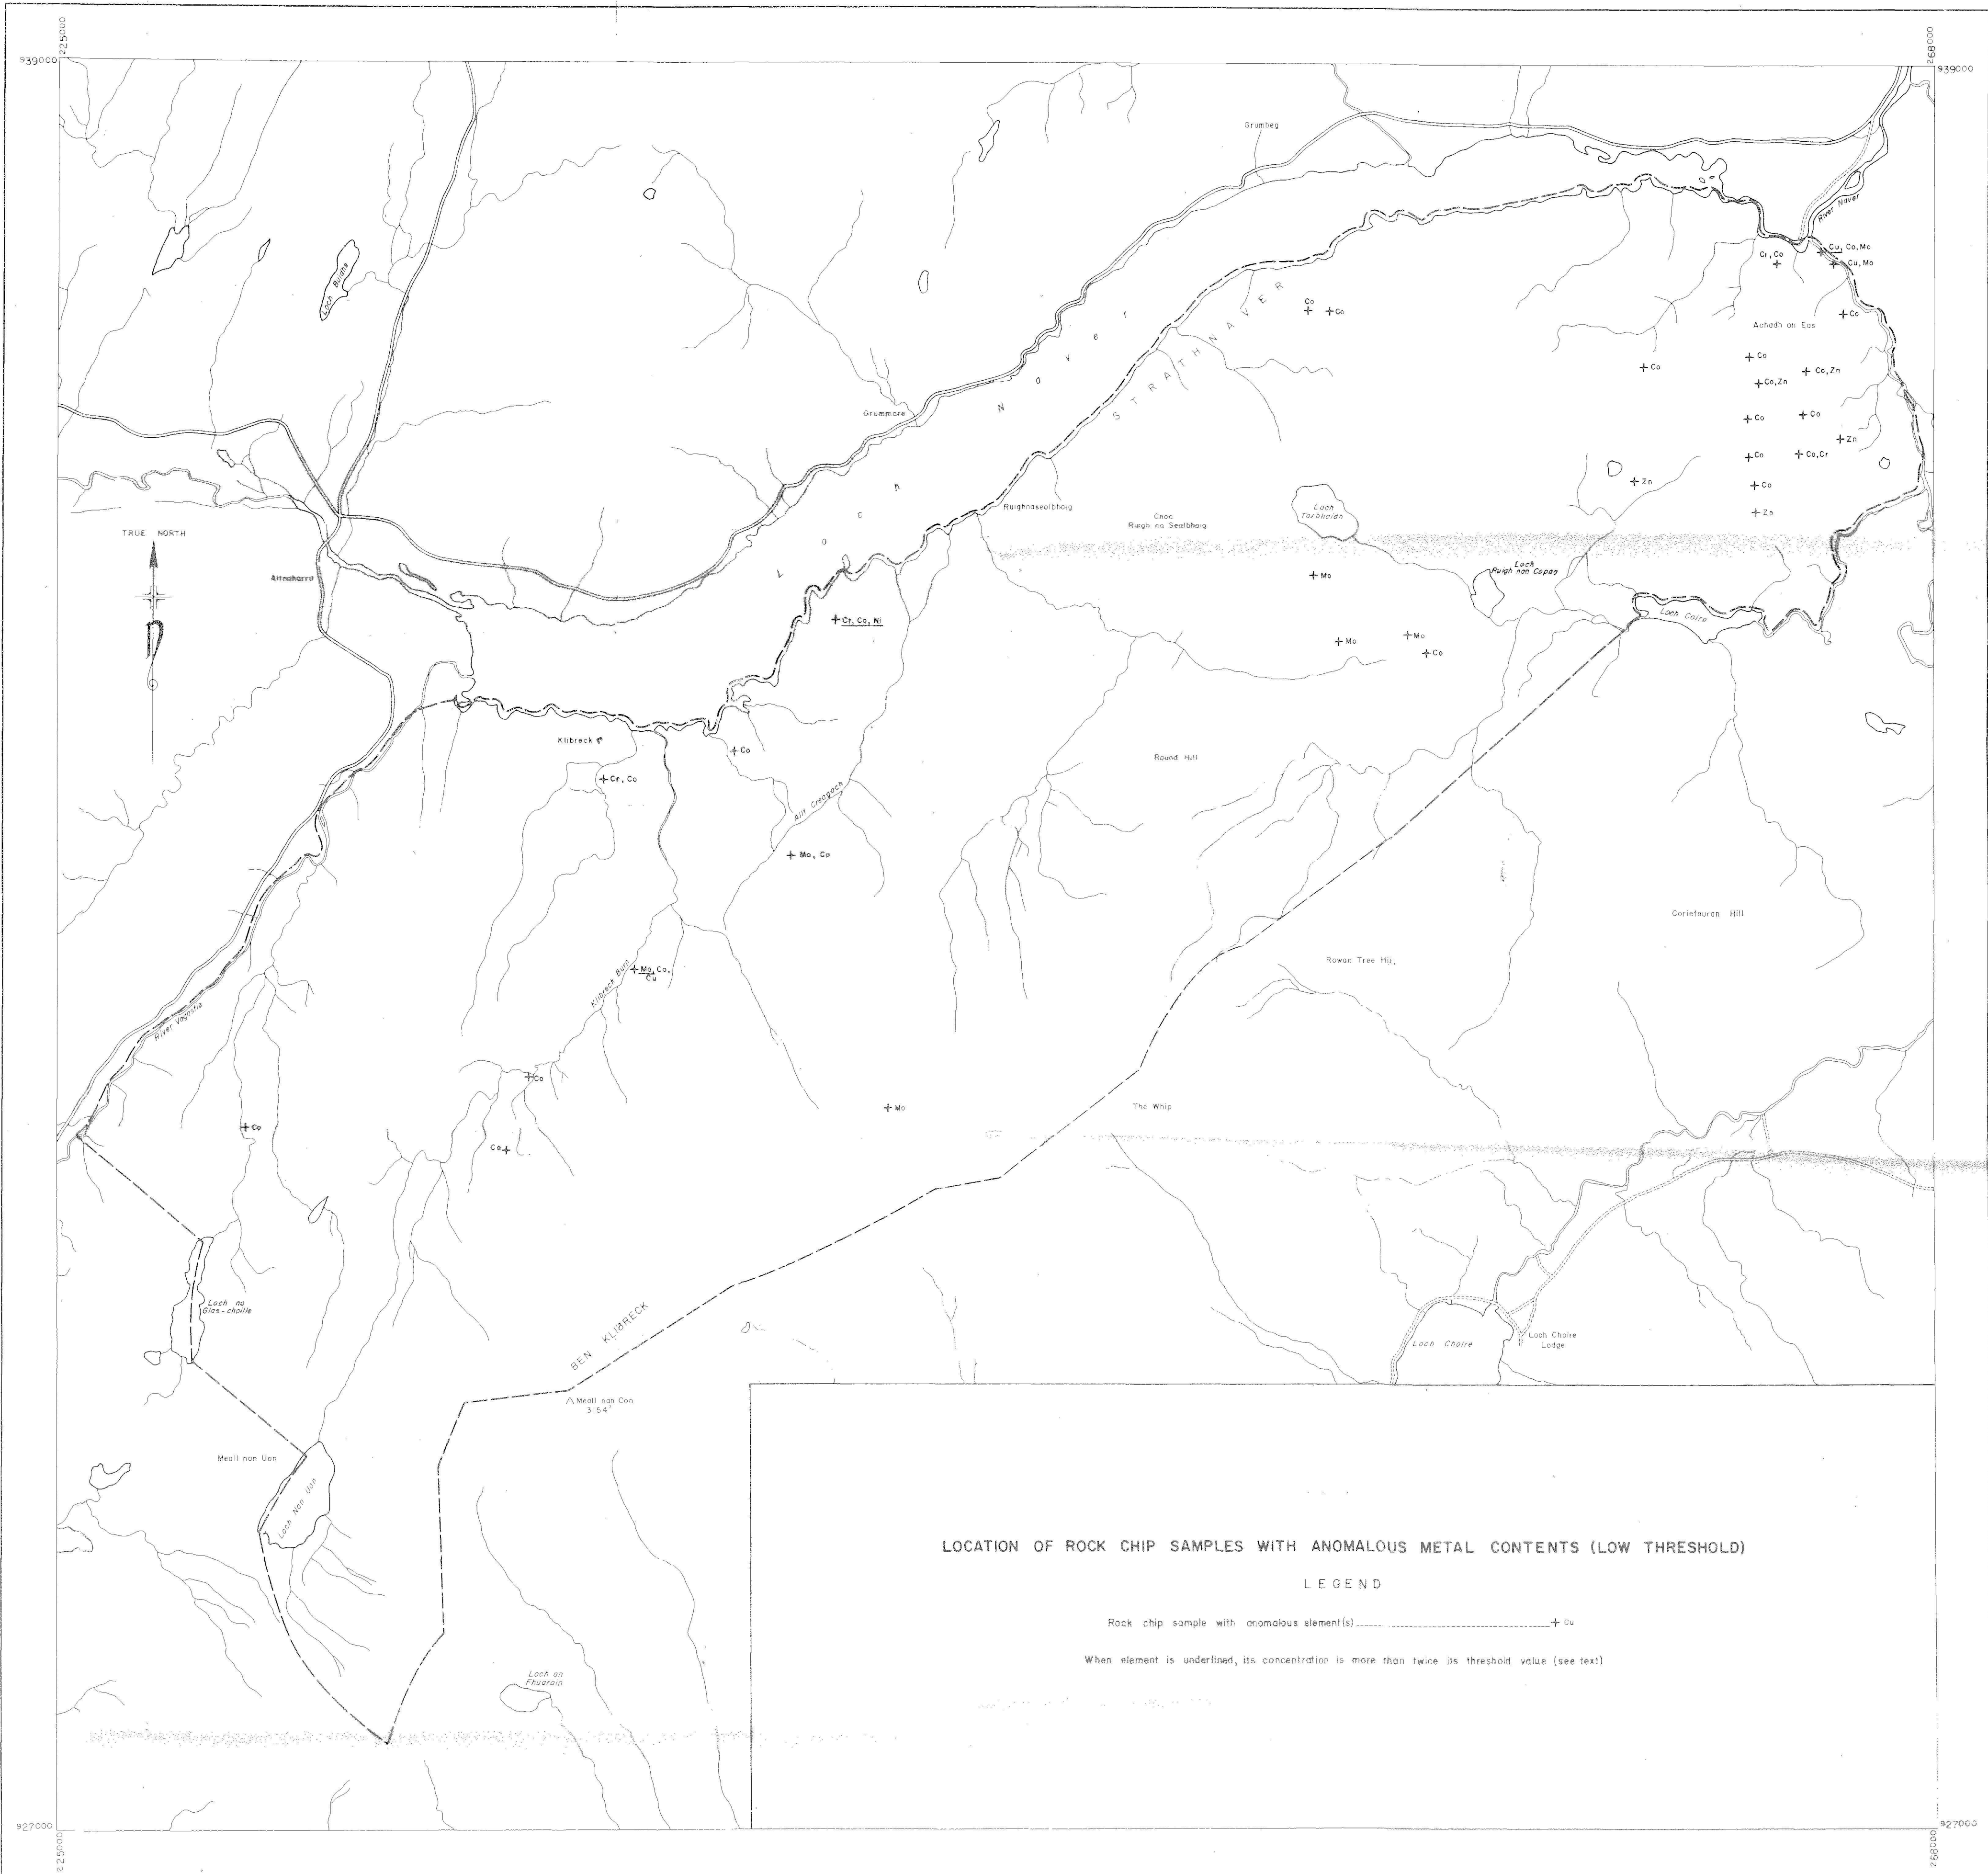 225000
268000
939000
939000
Grumbeg
River Naver
Cu, Co, Mo
Cr, Co
Cu, Mo
Loch Buidhe
Co
Co
Co
Achadh an Eas
STRATHNAVER
LOCH Naver
Co
Co
Co, Zn
Co, Zn
Grummore
Co
Co
Zn
Co
Co, Cr
Zn
Co
Ruighnasealbhaig
Cnoc
Ruigh na Sealbhaig
Loch
Tarbhaidh
Zn
TRUE NORTH
Altnaharra
Mo
Loch
Ruigh nan Copag
Loch Coire
Cr, Co, Ni
Mo
Mo
Co
Klibreck
Co
Round Hill
Cr, Co
Allt Creagach
Mo, Co
Coriefeuran Hill
Rowan Tree Hill
Mo, Co,
Cu
Klibreck Burn
River Vagastie
Co
Mo
The Whip
Co
Co
Loch na
Glas-choille
BEN KLIBRECK
Loch Choire
Loch Choire
Lodge
Meall nan Con
3154'
Meall nan Uan
Loch Nan Uan
LOCATION OF ROCK CHIP SAMPLES WITH ANOMALOUS METAL CONTENTS (LOW THRESHOLD)
LEGEND
Rock chip sample with anomalous element(s) + Cu
When element is underlined, its concentration is more than twice its threshold value (see text)
Loch an
Fhuarain
927000
927000
225000
268000